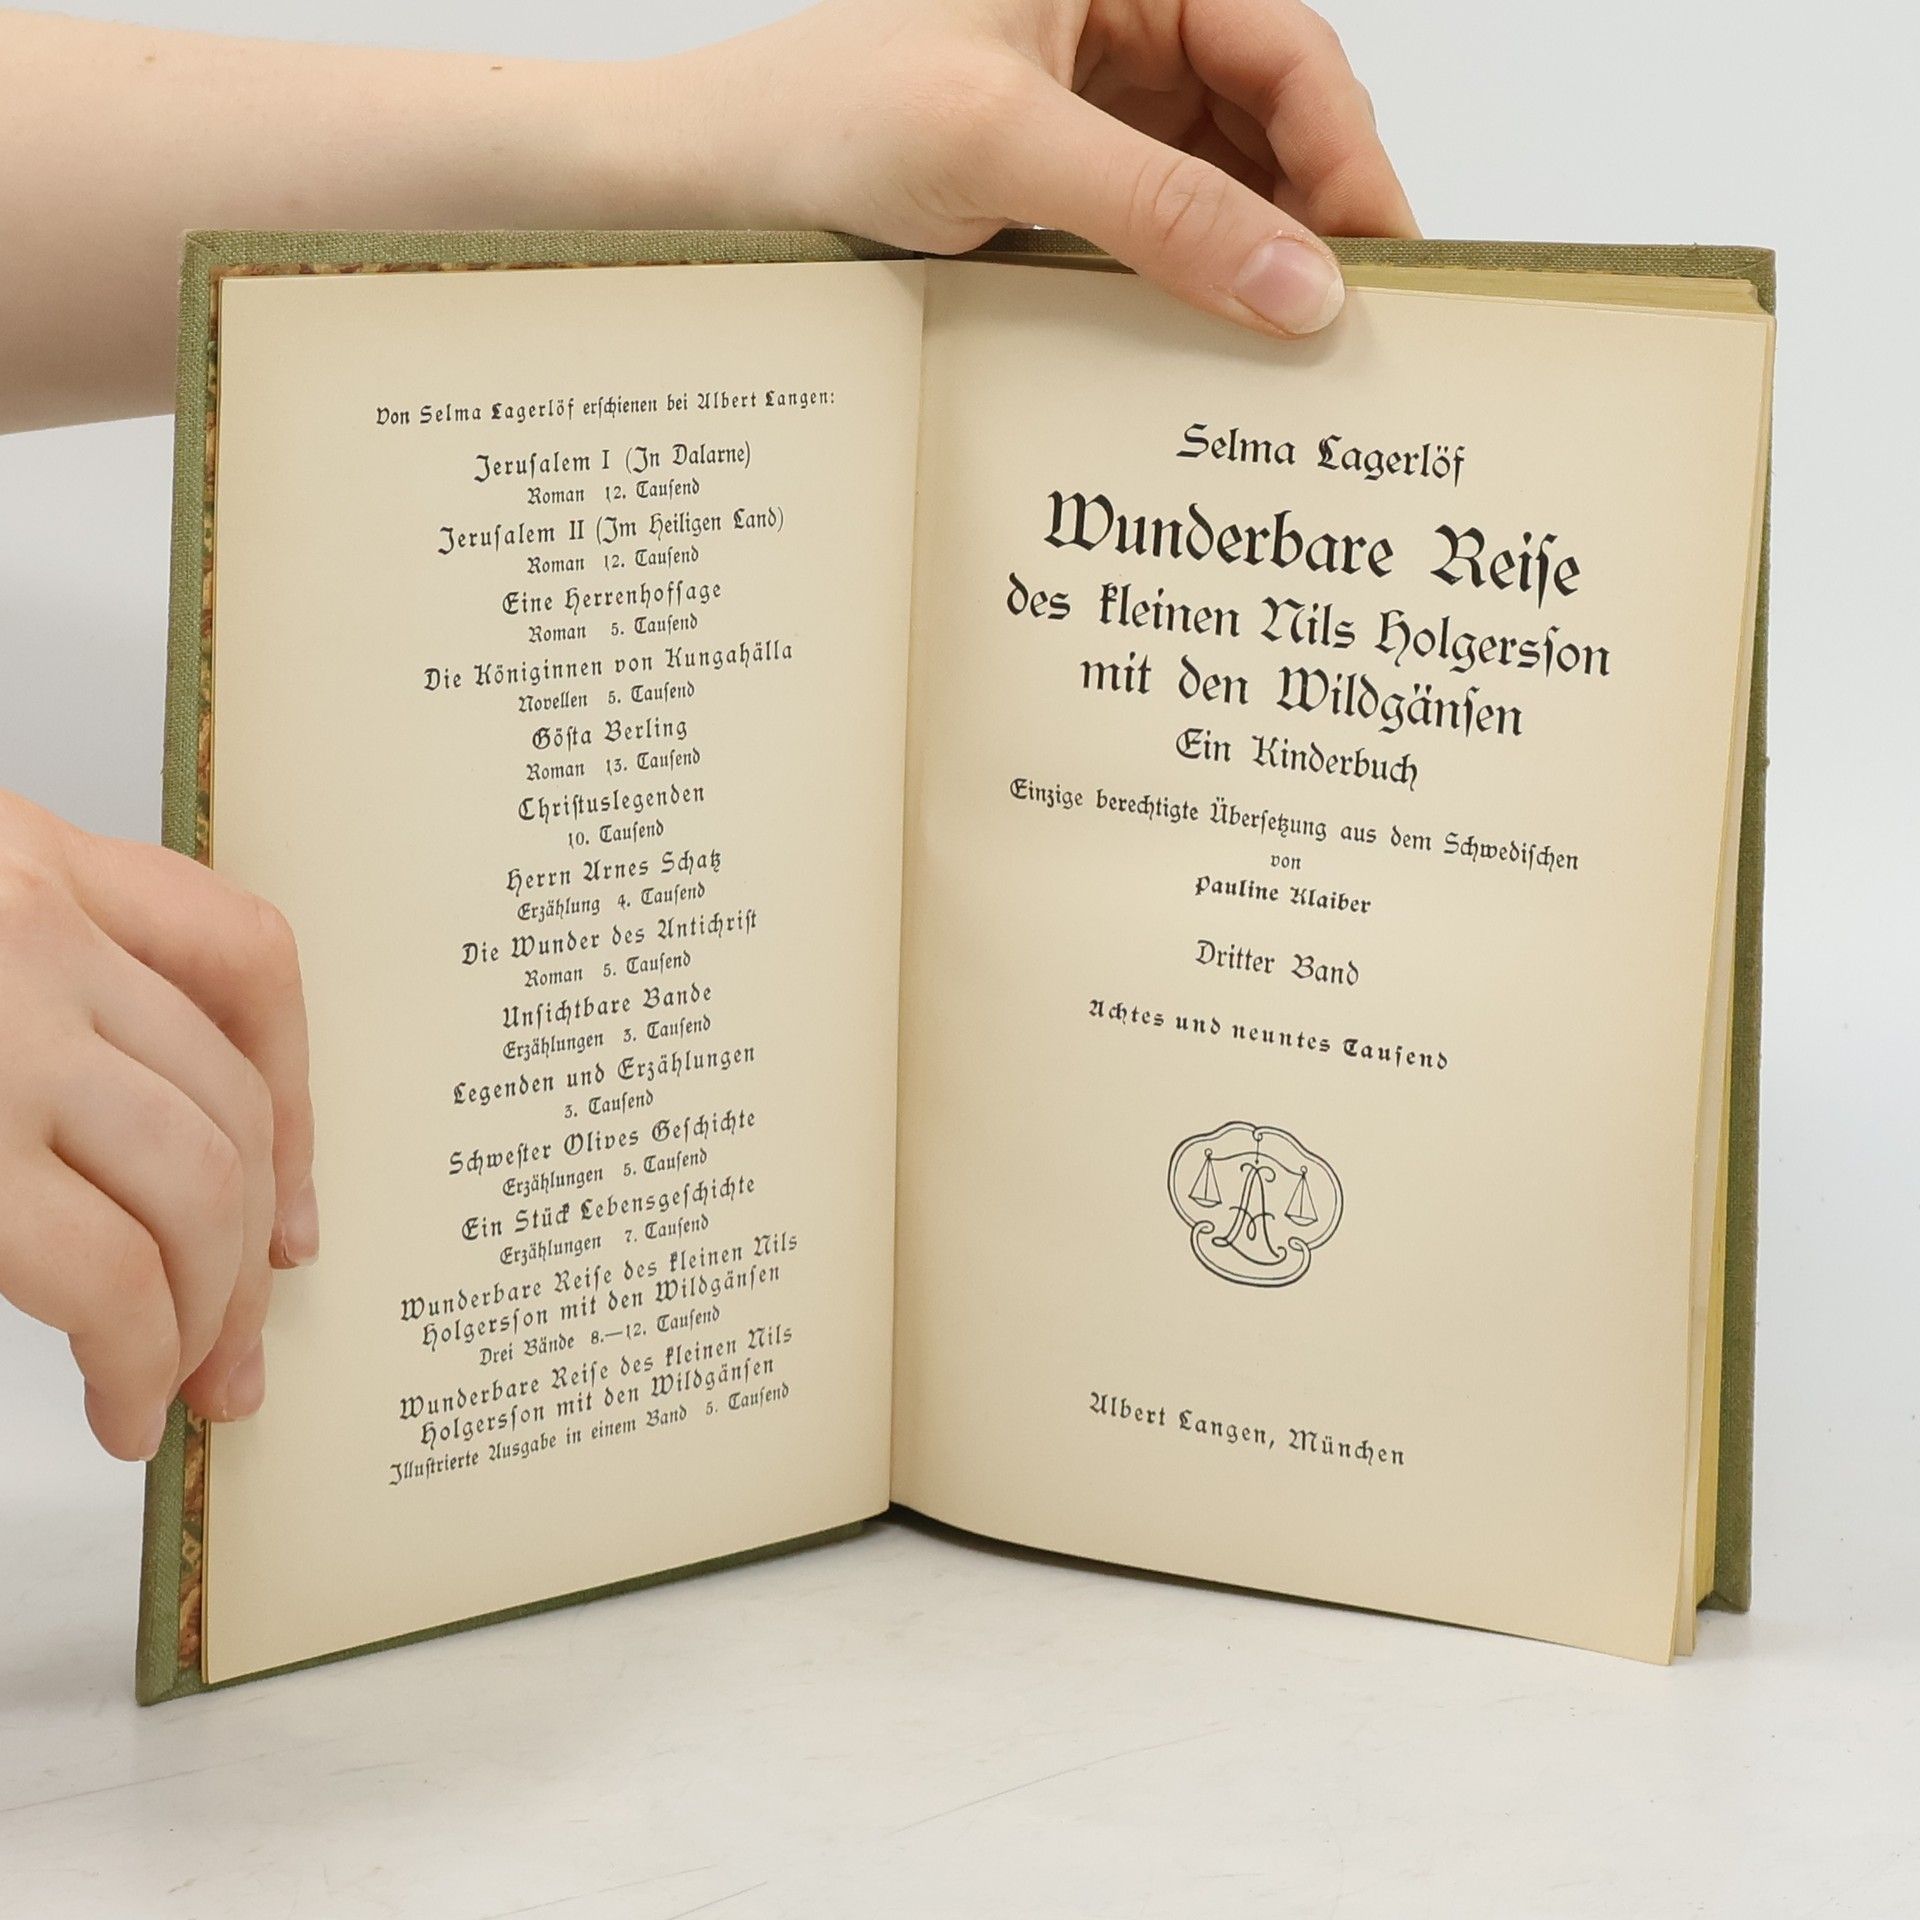 Von Selma Lagerlöf erſchienen bei Albert Langen:
Jeruſalem I (In Dalarne)
Roman 12. Tauſend
Jeruſalem II (Im Heiligen Land)
Roman 12. Tauſend
Eine Herrenhofſage
Roman 5. Tauſend
Die Königinnen von Kungahälla
Novellen 5. Tauſend
Göſta Berling
Roman 13. Tauſend
Chriſtuslegenden
10. Tauſend
Herrn Arnes Schatz
Erzählung 4. Tauſend
Die Wunder des Antichriſt
Roman 5. Tauſend
Unſichtbare Bande
Erzählungen 3. Tauſend
Legenden und Erzählungen
3. Tauſend
Schweſter Olives Geſchichte
Erzählungen 5. Tauſend
Ein Stück Lebensgeſchichte
Erzählungen 7. Tauſend
Wunderbare Reiſe des kleinen Nils
Holgersſon mit den Wildgänſen
Drei Bände 8.—12. Tauſend
Wunderbare Reiſe des kleinen Nils
Holgersſon mit den Wildgänſen
Illuſtrierte Ausgabe in einem Band 5. Tauſend
Selma Lagerlöf
Wunderbare Reiſe
des kleinen Nils Holgersſon
mit den Wildgänſen
Ein Kinderbuch
Einzige berechtigte Überſetzung aus dem Schwediſchen
von
Pauline Klaiber
Dritter Band
Achtes und neuntes Tauſend
AL
Albert Langen, München